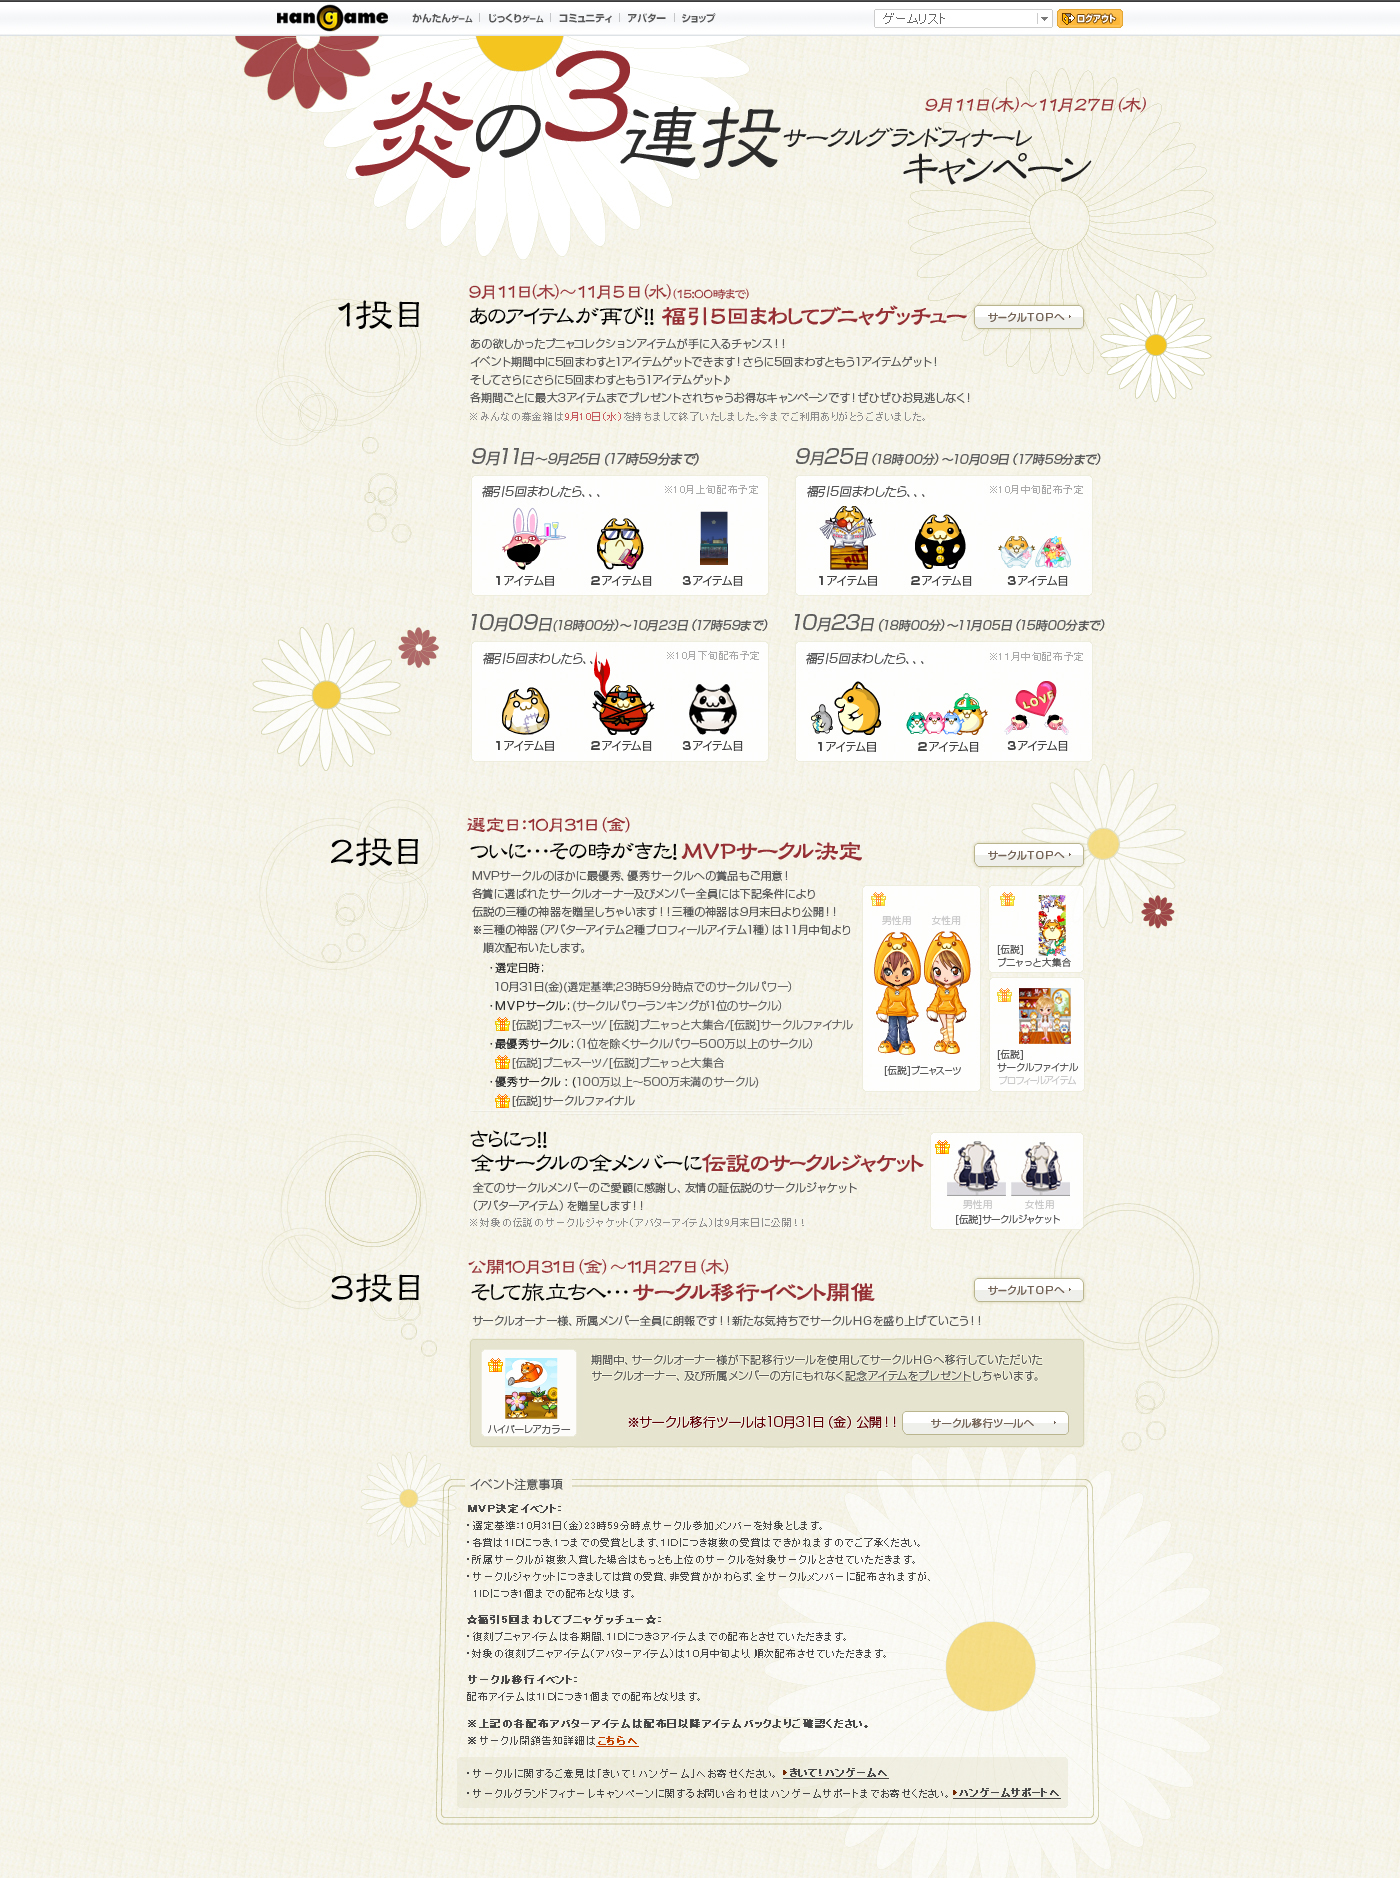 Hangame
かんたんゲーム
じっくりゲーム
コミュニティ
アバター
ショップ
ゲームリスト
ログアウト
炎の3連投
サークルグランドフィナーレ
キャンペーン
9月11日(木)～11月27日(木)
1投目
9月11日(木)～11月5日(水)(15:00時まで)
あのアイテムが再び!! 福引5回まわしてプニャゲッチュー
サークルTOPへ
あの欲しかったプニャコレクションアイテムが手に入るチャンス！！
イベント期間中に5回まわすと1アイテムゲットできます！さらに5回まわすともう1アイテムゲット！
そしてさらにさらに5回まわすともう1アイテムゲット♪
各期間ごとに最大3アイテムまでプレゼントされちゃうお得なキャンペーンです！ぜひぜひお見逃しなく！
※みんなの募金箱は9月10日(水)を持ちまして終了いたしました。今までご利用ありがとうございました。
9月11日～9月25日（17時59分まで）
福引5回まわしたら、、、
※10月上旬配布予定
1アイテム目
2アイテム目
3アイテム目
9月25日（18時00分）～10月09日（17時59分まで）
福引5回まわしたら、、、
※10月中旬配布予定
1アイテム目
2アイテム目
3アイテム目
10月09日(18時00分)～10月23日（17時59まで）
福引5回まわしたら、、、
※10月下旬配布予定
1アイテム目
2アイテム目
3アイテム目
10月23日（18時00分）～11月05日（15時00分まで）
福引5回まわしたら、、、
※11月中旬配布予定
LOVE
1アイテム目
2アイテム目
3アイテム目
2投目
選定日:10月31日(金)
ついに・・・その時がきた! MVPサークル決定
サークルTOPへ
MVPサークルのほかに最優秀、優秀サークルへの賞品もご用意！
各賞に選ばれたサークルオーナー及びメンバー全員には下記条件により
伝説の三種の神器を贈呈しちゃいます！！三種の神器は9月末日より公開！！
※三種の神器（アバターアイテム2種プロフィールアイテム1種）は11月中旬より
順次配布いたします。
・選定日時：
10月31日(金)(選定基準;23時59分時点でのサークルパワー)
・MVPサークル：(サークルパワーランキングが1位のサークル)
[伝説]プニャスーツ/ [伝説]プニャっと大集合/[伝説]サークルファイナル
・最優秀サークル：(1位を除くサークルパワー500万以上のサークル)
[伝説]プニャスーツ/[伝説]プニャっと大集合
・優秀サークル：(100万以上～500万未満のサークル)
[伝説]サークルファイナル
男性用
女性用
[伝説]プニャスーツ
[伝説]
プニャっと大集合
[伝説]
サークルファイナル
プロフィールアイテム
さらにっ!!
全サークルの全メンバーに伝説のサークルジャケット
全てのサークルメンバーのご愛顧に感謝し、友情の証伝説のサークルジャケット
（アバターアイテム）を贈呈します！！
※対象の伝説のサークルジャケット(アバターアイテム)は9月末日に公開！！
男性用
女性用
[伝説]サークルジャケット
3投目
公開10月31日(金)～11月27日(木)
そして旅立ちへ・・・サークル移行イベント開催
サークルTOPへ
サークルオーナー様、所属メンバー全員に朗報です！！新たな気持ちでサークルHGを盛り上げていこう！！
ハイパーレアカラー
期間中、サークルオーナー様が下記移行ツールを使用してサークルHGへ移行していただいた
サークルオーナー、及び所属メンバーの方にもれなく記念アイテムをプレゼントしちゃいます。
※サークル移行ツールは10月31日（金）公開！！
サークル移行ツールへ
イベント注意事項
MVP決定イベント：
・選定基準：10月31日(金)23時59分時点サークル参加メンバーを対象とします。
・各賞は1IDにつき、1つまでの受賞とします、1IDにつき複数の受賞はできかねますのでご了承ください。
・所属サークルが複数入賞した場合はもっとも上位のサークルを対象サークルとさせていただきます。
・サークルジャケットにつきましては賞の受賞、非受賞かかわらず、全サークルメンバーに配布されますが、
1IDにつき1個までの配布となります。
☆福引5回まわしてプニャゲッチュー☆：
・復刻プニャアイテムは各期間、1IDにつき3アイテムまでの配布とさせていただきます。
・対象の復刻プニャアイテム(アバターアイテム)は10月中旬より、順次配布させていただきます。
サークル移行イベント：
配布アイテムは1IDにつき1個までの配布となります。
※上記の各配布アバターアイテムは配布日以降アイテムバックよりご確認ください。
※サークル閉鎖告知詳細はこちらへ
・サークルに関するご意見は「きいて！ハンゲーム」へお寄せください。 きいて！ハンゲームへ
・サークルグランドフィナーレキャンペーンに関するお問い合わせはハンゲームサポートまでお寄せください。 ハンゲームサポートへ